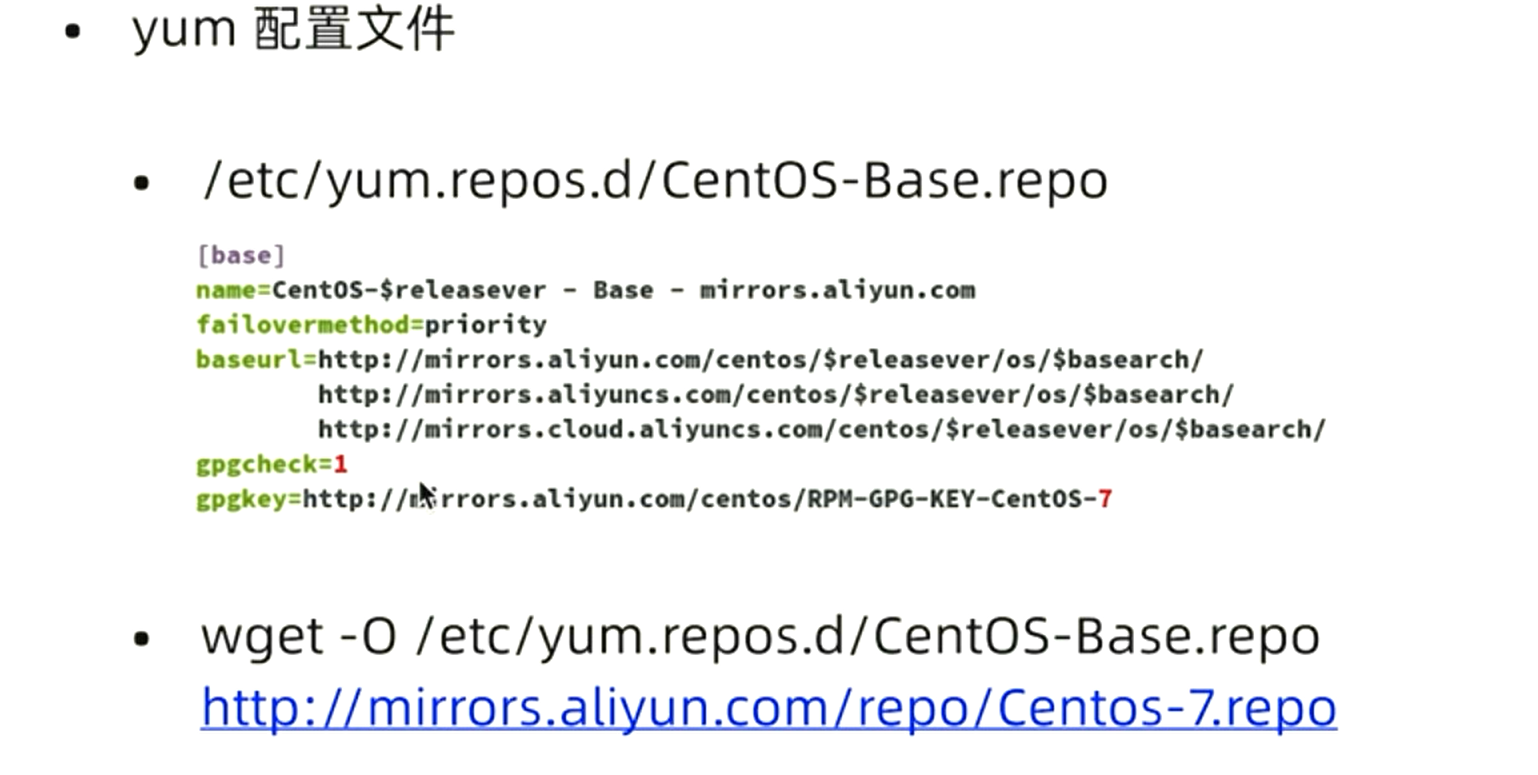 • yum 配置文件
• /etc/yum.repos.d/CentOS-Base.repo
[base]
name=CentOS-$releasever - Base - mirrors.aliyun.com
failovermethod=priority
baseurl=http://mirrors.aliyun.com/centos/$releasever/os/$basearch/
http://mirrors.aliyuncs.com/centos/$releasever/os/$basearch/
http://mirrors.cloud.aliyuncs.com/centos/$releasever/os/$basearch/
gpgcheck=1
gpgkey=http://mirrors.aliyun.com/centos/RPM-GPG-KEY-CentOS-7
• wget -O /etc/yum.repos.d/CentOS-Base.repo
http://mirrors.aliyun.com/repo/Centos-7.repo